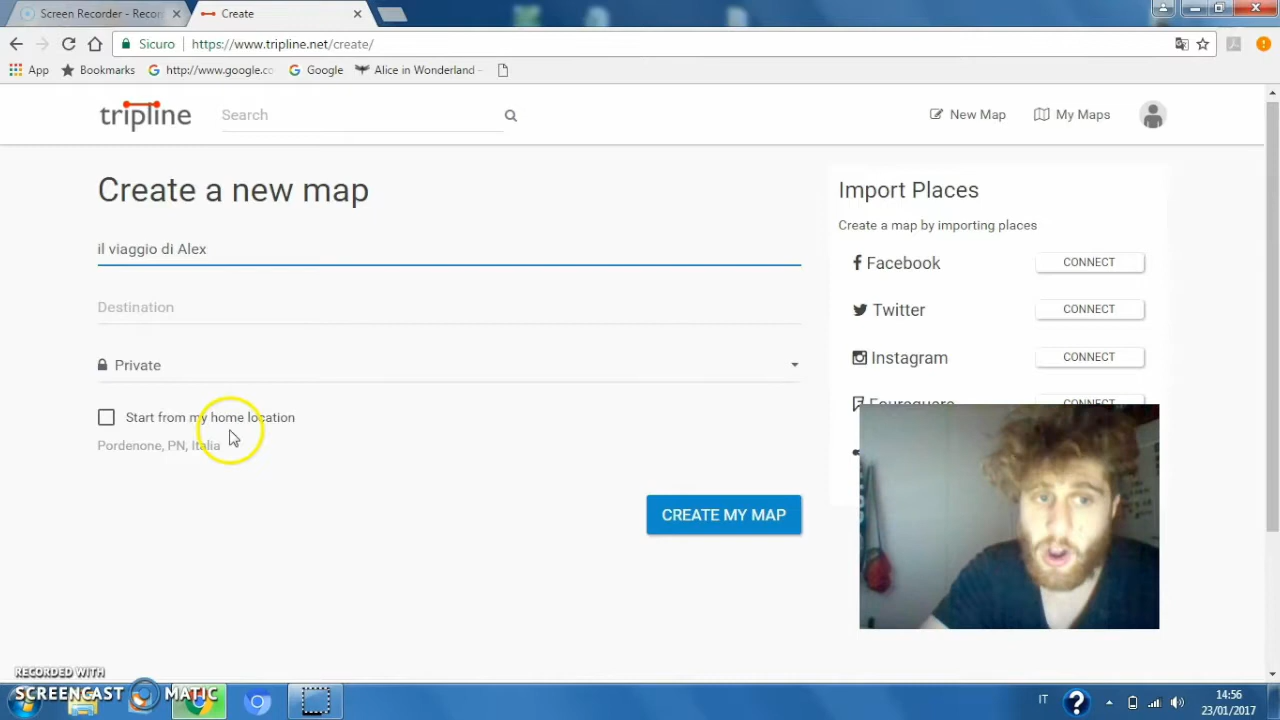 Screen Recorder - Recor
Create
Sicuro
https://www.tripline.net/create/
App
Bookmarks
http://www.google.co
Google
Alice in Wonderland -
tripline
Search
New Map
My Maps
Create a new map
il viaggio di Alex
Destination
Private
Start from my home location
Pordenone, PN, Italia
CREATE MY MAP
Import Places
Create a map by importing places
Facebook
CONNECT
Twitter
CONNECT
Instagram
CONNECT
Foursquare
CONNECT
RECORDED WITH
SCREENCAST MATIC
IT
14:56
23/01/2017